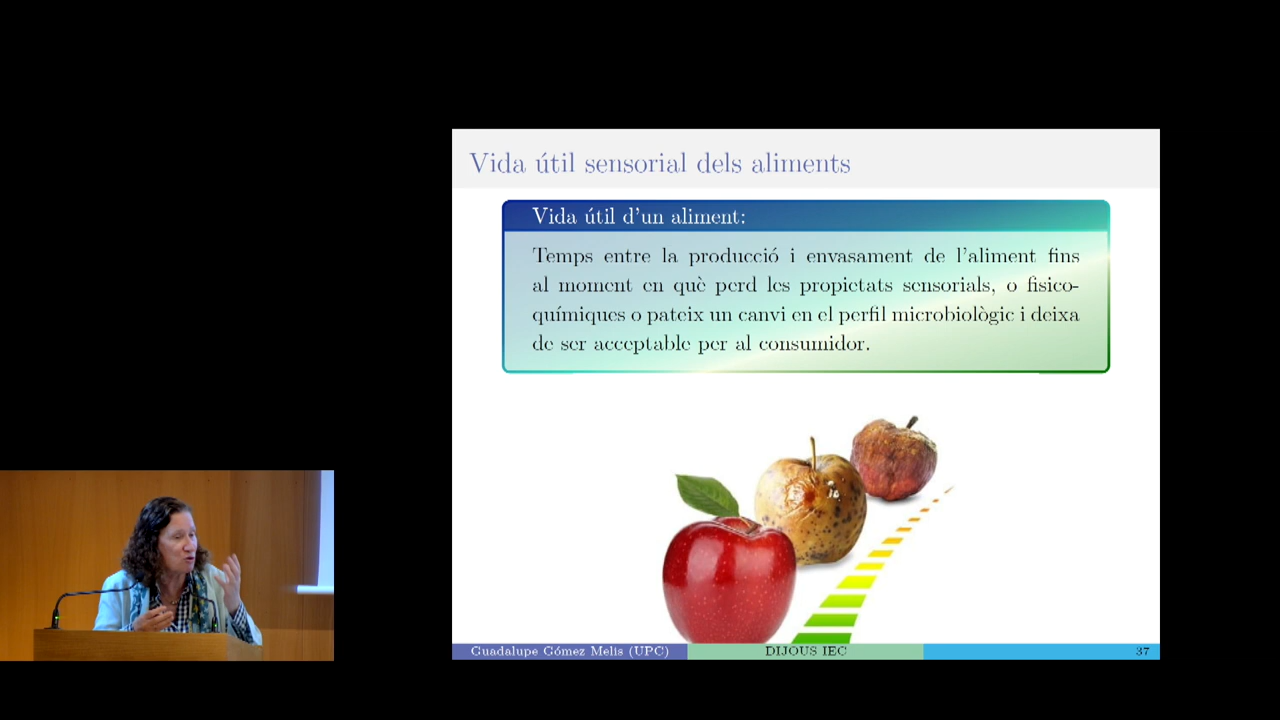 Vida útil sensorial dels aliments
Vida útil d'un aliment:
Temps entre la producció i envasament de l'aliment fins
al moment en què perd les propietats sensorials, o fisico-
químiques o pateix un canvi en el perfil microbiològic i deixa
de ser acceptable per al consumidor.
Guadalupe Gómez Melis (UPC) DIJOUS IEC 37